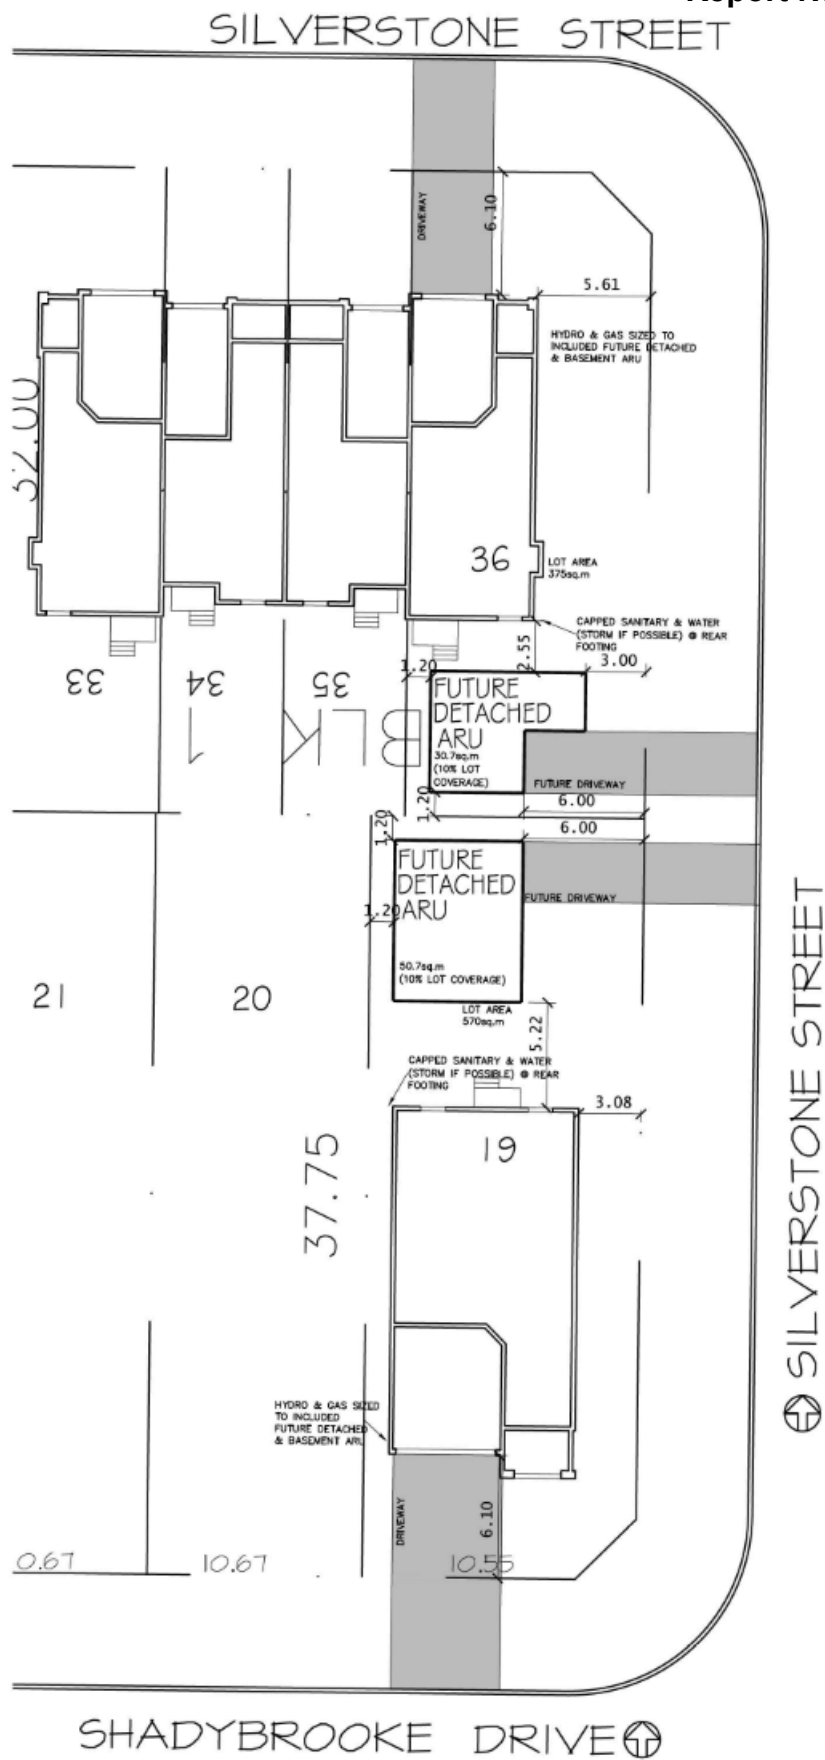 SILVERSTONE STREET
DRIVEWAY
6.10
5.61
HYDRO & GAS SIZED TO
INCLUDED FUTURE DETACHED
& BASEMENT ARU
32.00
36
LOT AREA
375sq.m
CAPPED SANITARY & WATER
(STORM IF POSSIBLE) @ REAR
FOOTING
2.55
1.20
3.00
33
34
35
BLK 1
FUTURE
DETACHED
ARU
30.7sq.m
(10% LOT
COVERAGE)
FUTURE DRIVEWAY
1.20
6.00
1.20
6.00
FUTURE
DETACHED
ARU
1.20
FUTURE DRIVEWAY
50.7sq.m
(10% LOT COVERAGE)
21
20
LOT AREA
570sq.m
5.22
CAPPED SANITARY & WATER
(STORM IF POSSIBLE) @ REAR
FOOTING
3.08
19
37.75
SILVERSTONE STREET
HYDRO & GAS SIZED
TO INCLUDED
FUTURE DETACHED
& BASEMENT ARU
DRIVEWAY
6.10
0.67
10.67
10.55
SHADYBROOKE DRIVE